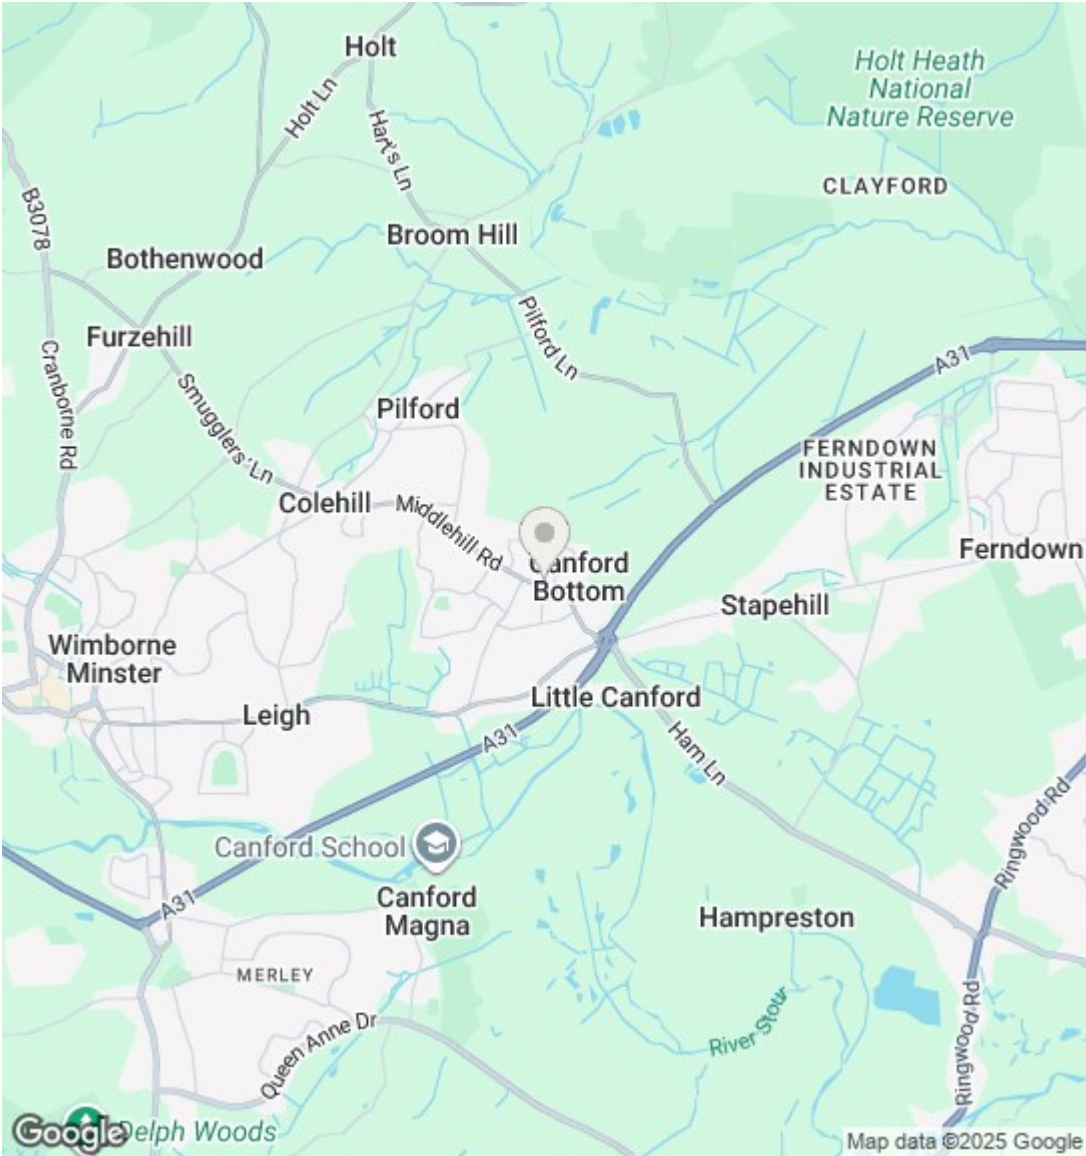 Holt
Holt Heath
National
Nature Reserve
Holt Ln
Hart's Ln
CLAYFORD
B3078
Broom Hill
Bothenwood
Pilford Ln
Furzehill
A31
Cranborne Rd
Smugglers' Ln
Pilford
FERNDOWN
INDUSTRIAL
ESTATE
Colehill
Middlehill Rd
Canford
Bottom
Ferndown
Stapehill
Wimborne
Minster
Little Canford
Leigh
A31
Ham Ln
Ringwood Rd
Canford School
Canford
Magna
A31
Hampreston
MERLEY
Ringwood Rd
River Stour
Queen Anne Dr
Google
Delph Woods
Map data ©2025 Google